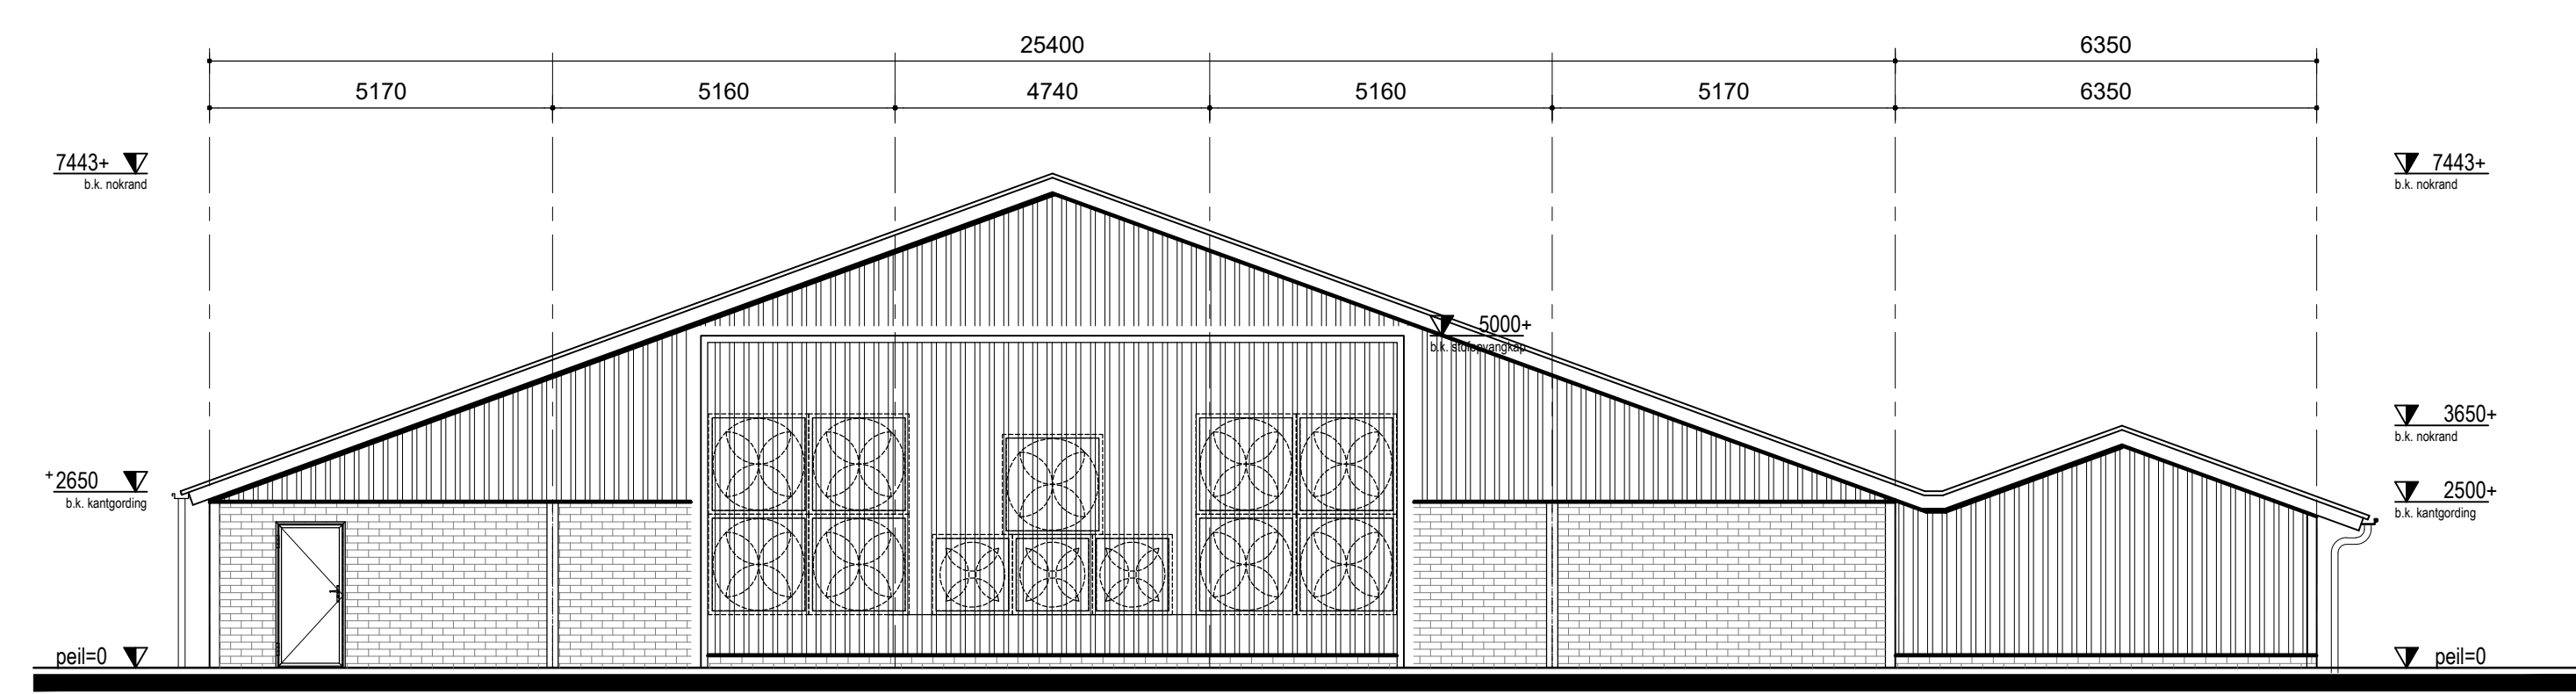 25400 6350
5170 5160 4740 5160 5170 6350
7443+ 7443+
b.k. nokrand b.k. nokrand
5000+
b.k. stofopvangkap
3650+
b.k. nokrand
+2650 2500+
b.k. kantgording b.k. kantgording
peil=0 peil=0